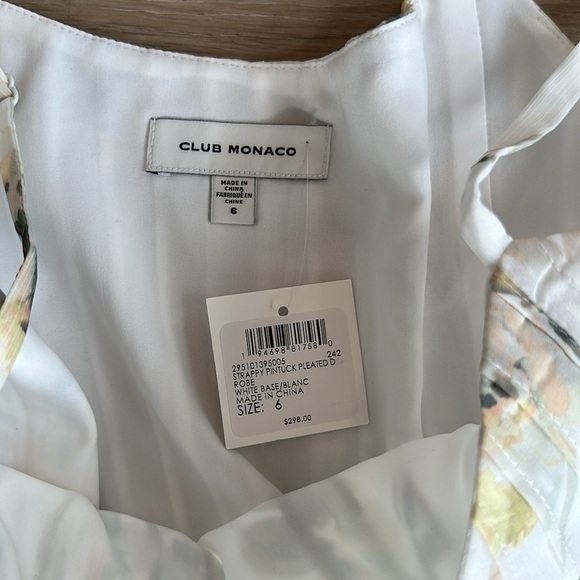 CLUB MONACO
MADE IN
CHINA
FABRIQUE EN
CHINE
6
1 94698 81758 0
295101395005 242
STRAPPY PINTUCK PLEATED D
ROBE
WHITE BASE/BLANC
MADE IN CHINA
SIZE: 6
$298.00